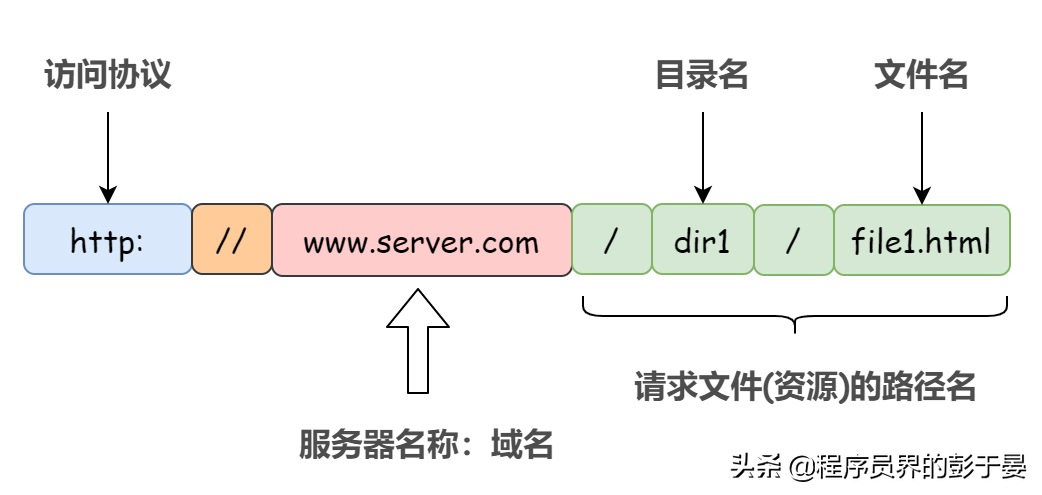 访问协议 目录名 文件名
http: // www.server.com / dir1 / file1.html
请求文件(资源)的路径名
服务器名称：域名
头条 @程序员界的彭于晏